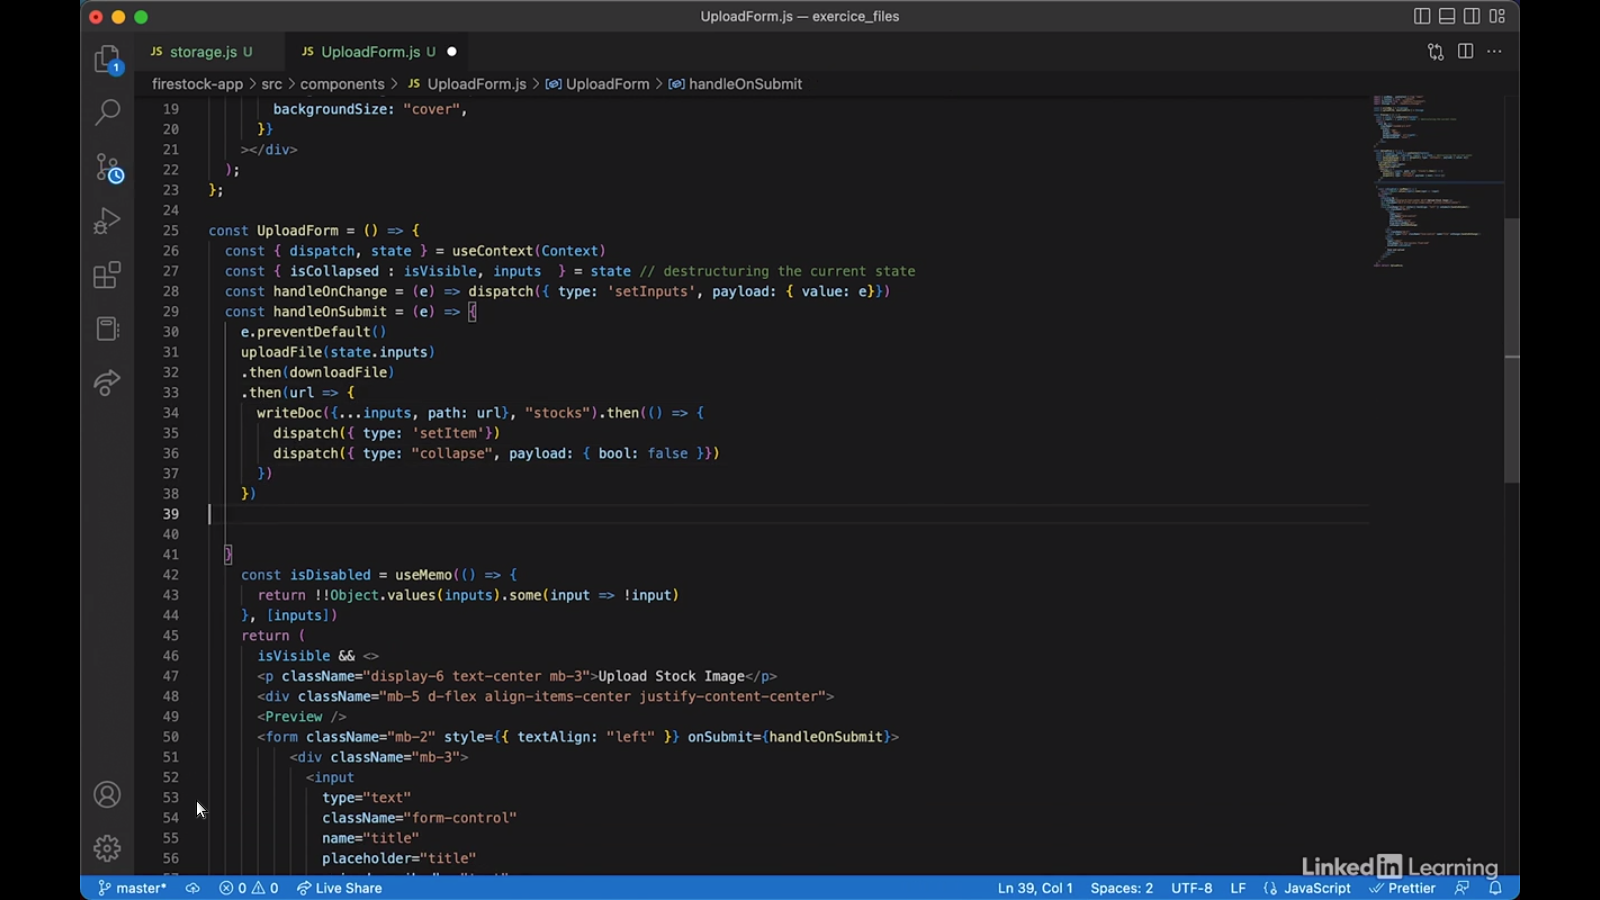 UploadForm.js — exercice_files
JS storage.js U
JS UploadForm.js U
1
firestock-app > src > components > JS UploadForm.js > UploadForm > handleOnSubmit
19 backgroundSize: "cover",
20 }}
21 ></div>
22 );
23 };
24
25 const UploadForm = () => {
26 const { dispatch, state } = useContext(Context)
27 const { isCollapsed : isVisible, inputs  } = state // destructuring the current state
28 const handleOnChange = (e) => dispatch({ type: 'setInputs', payload: { value: e}})
29 const handleOnSubmit = (e) => {
30 e.preventDefault()
31 uploadFile(state.inputs)
32 .then(downloadFile)
33 .then(url => {
34 writeDoc({...inputs, path: url}, "stocks").then(() => {
35 dispatch({ type: 'setItem'})
36 dispatch({ type: "collapse", payload: { bool: false }})
37 })
38 })
39
40
41 }
42 const isDisabled = useMemo(() => {
43 return !!Object.values(inputs).some(input => !input)
44 }, [inputs])
45 return (
46 isVisible && <>
47 <p className="display-6 text-center mb-3">Upload Stock Image</p>
48 <div className="mb-5 d-flex align-items-center justify-content-center">
49 <Preview />
50 <form className="mb-2" style={{ textAlign: "left" }} onSubmit={handleOnSubmit}>
51 <div className="mb-3">
52 <input
53 type="text"
54 className="form-control"
55 name="title"
56 placeholder="title"
LinkedIn Learning
master* 0 0 Live Share Ln 39, Col 1 Spaces: 2 UTF-8 LF JavaScript Prettier